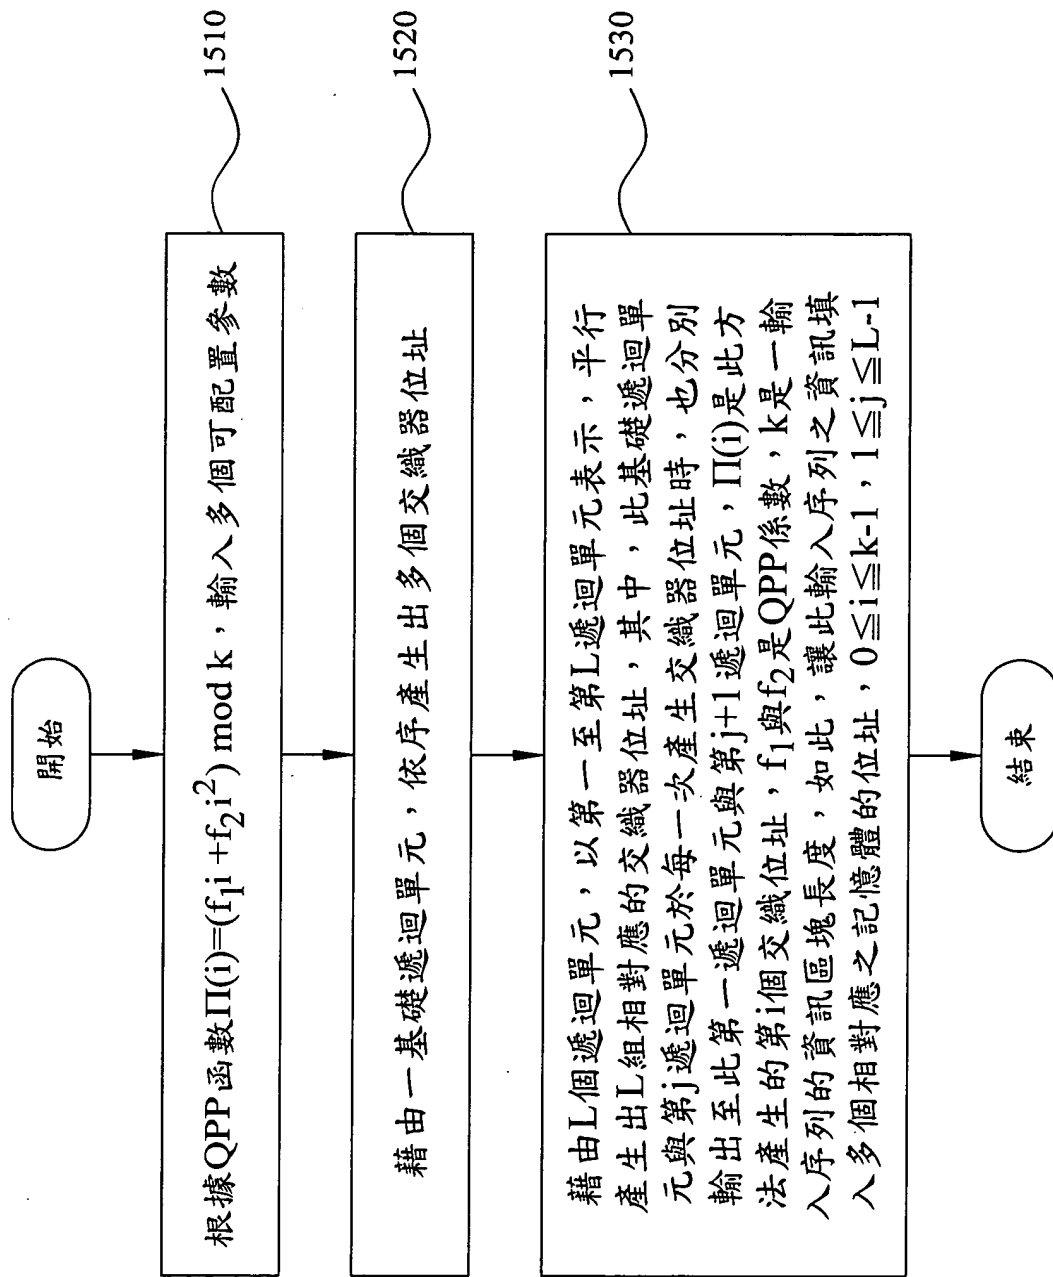 開始
根據QPP函數Π(i)=(f₁i +f₂i²) mod k，輸入多個可配置參數
1510
藉由一基礎遞迴單元，依序產生出多個交織器位址
1520
藉由L個遞迴單元，以第一至第L遞迴單元表示，平行
產生出L組相對應的交織器位址，其中，此基礎遞迴單
元與第j遞迴單元於每一次產生交織器位址時，也分別
輸出至此第一遞迴單元與第j+1遞迴單元，Π(i)是此方
法產生的第i個交織位址，f₁與f₂是QPP係數，k是一輸
入序列的資訊區塊長度，如此，讓此輸入序列之資訊填
入多個相對應之記憶體的位址，0≦i≦k-1，1≦j≦L-1
1530
結束